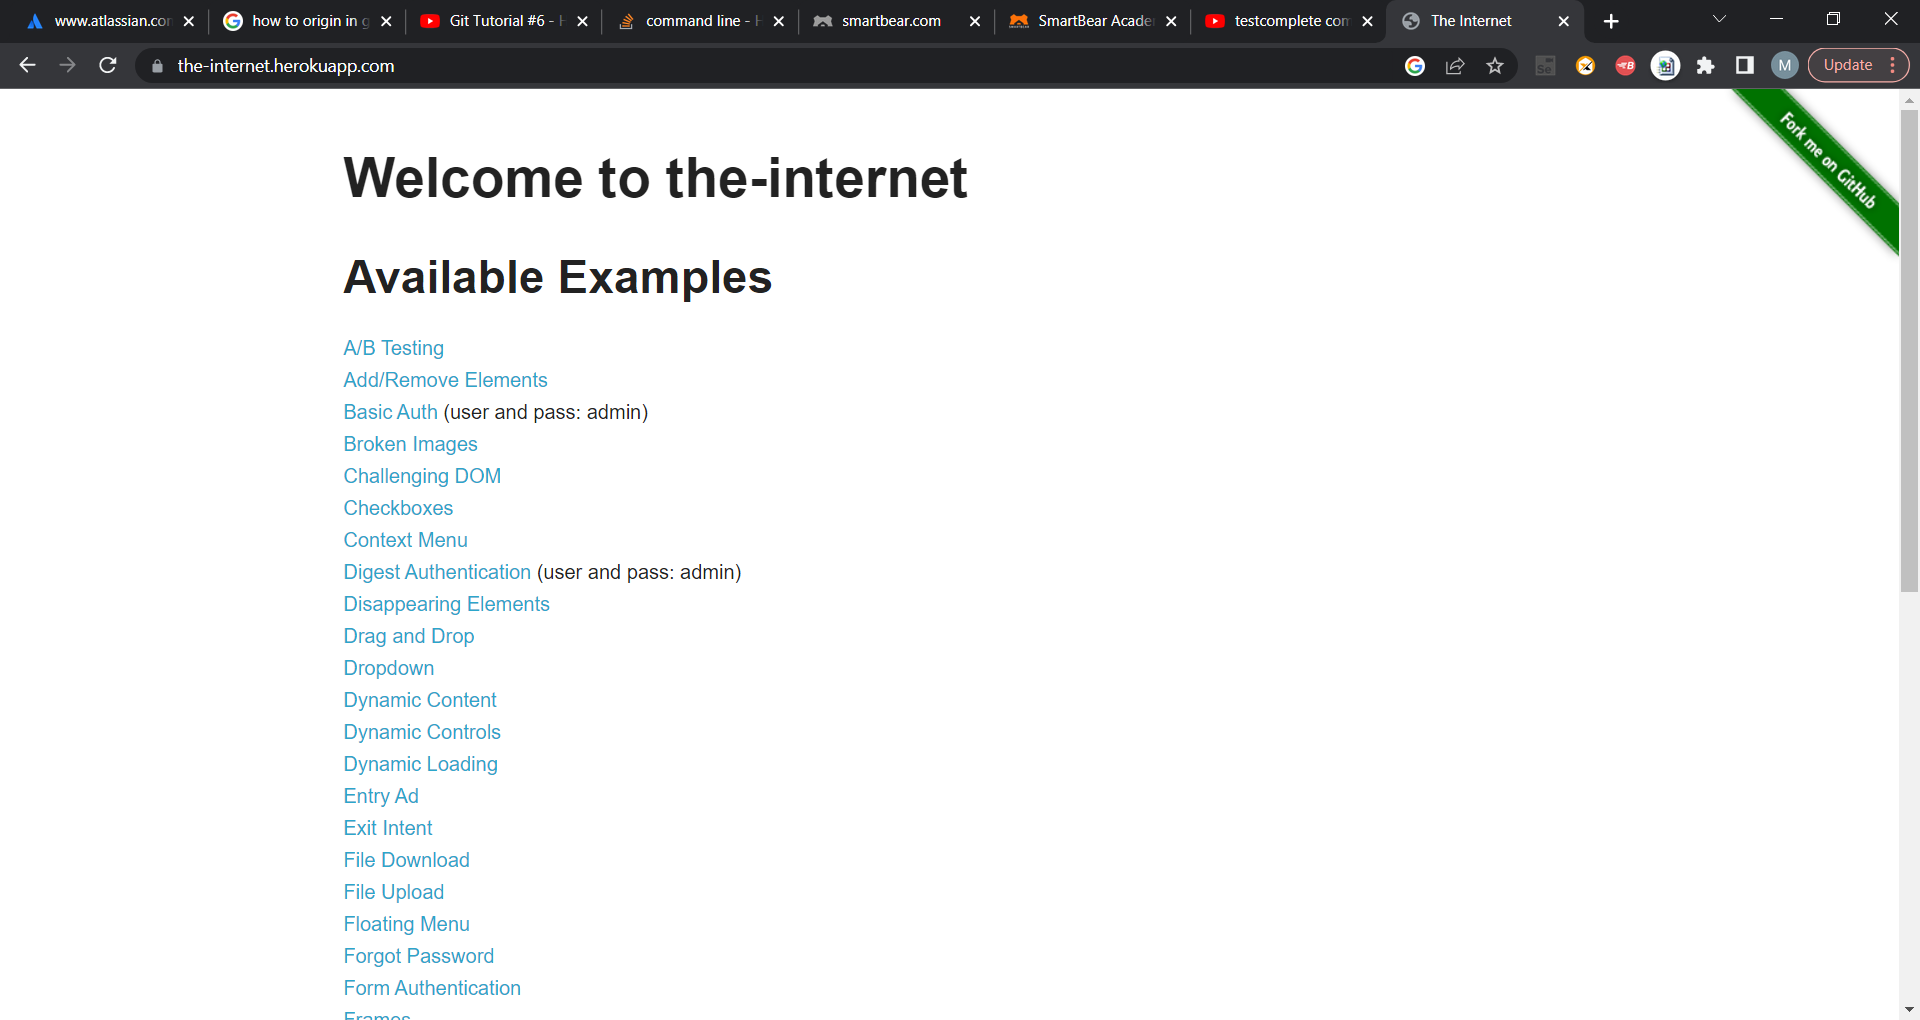 www.atlassian.co
how to origin in g
Git Tutorial #6 -
command line -
smartbear.com
SmartBear Acade
testcomplete com
The Internet
the-internet.herokuapp.com
Se
B
M
Update
Fork me on GitHub
Welcome to the-internet
Available Examples
A/B Testing
Add/Remove Elements
Basic Auth (user and pass: admin)
Broken Images
Challenging DOM
Checkboxes
Context Menu
Digest Authentication (user and pass: admin)
Disappearing Elements
Drag and Drop
Dropdown
Dynamic Content
Dynamic Controls
Dynamic Loading
Entry Ad
Exit Intent
File Download
File Upload
Floating Menu
Forgot Password
Form Authentication
Frames